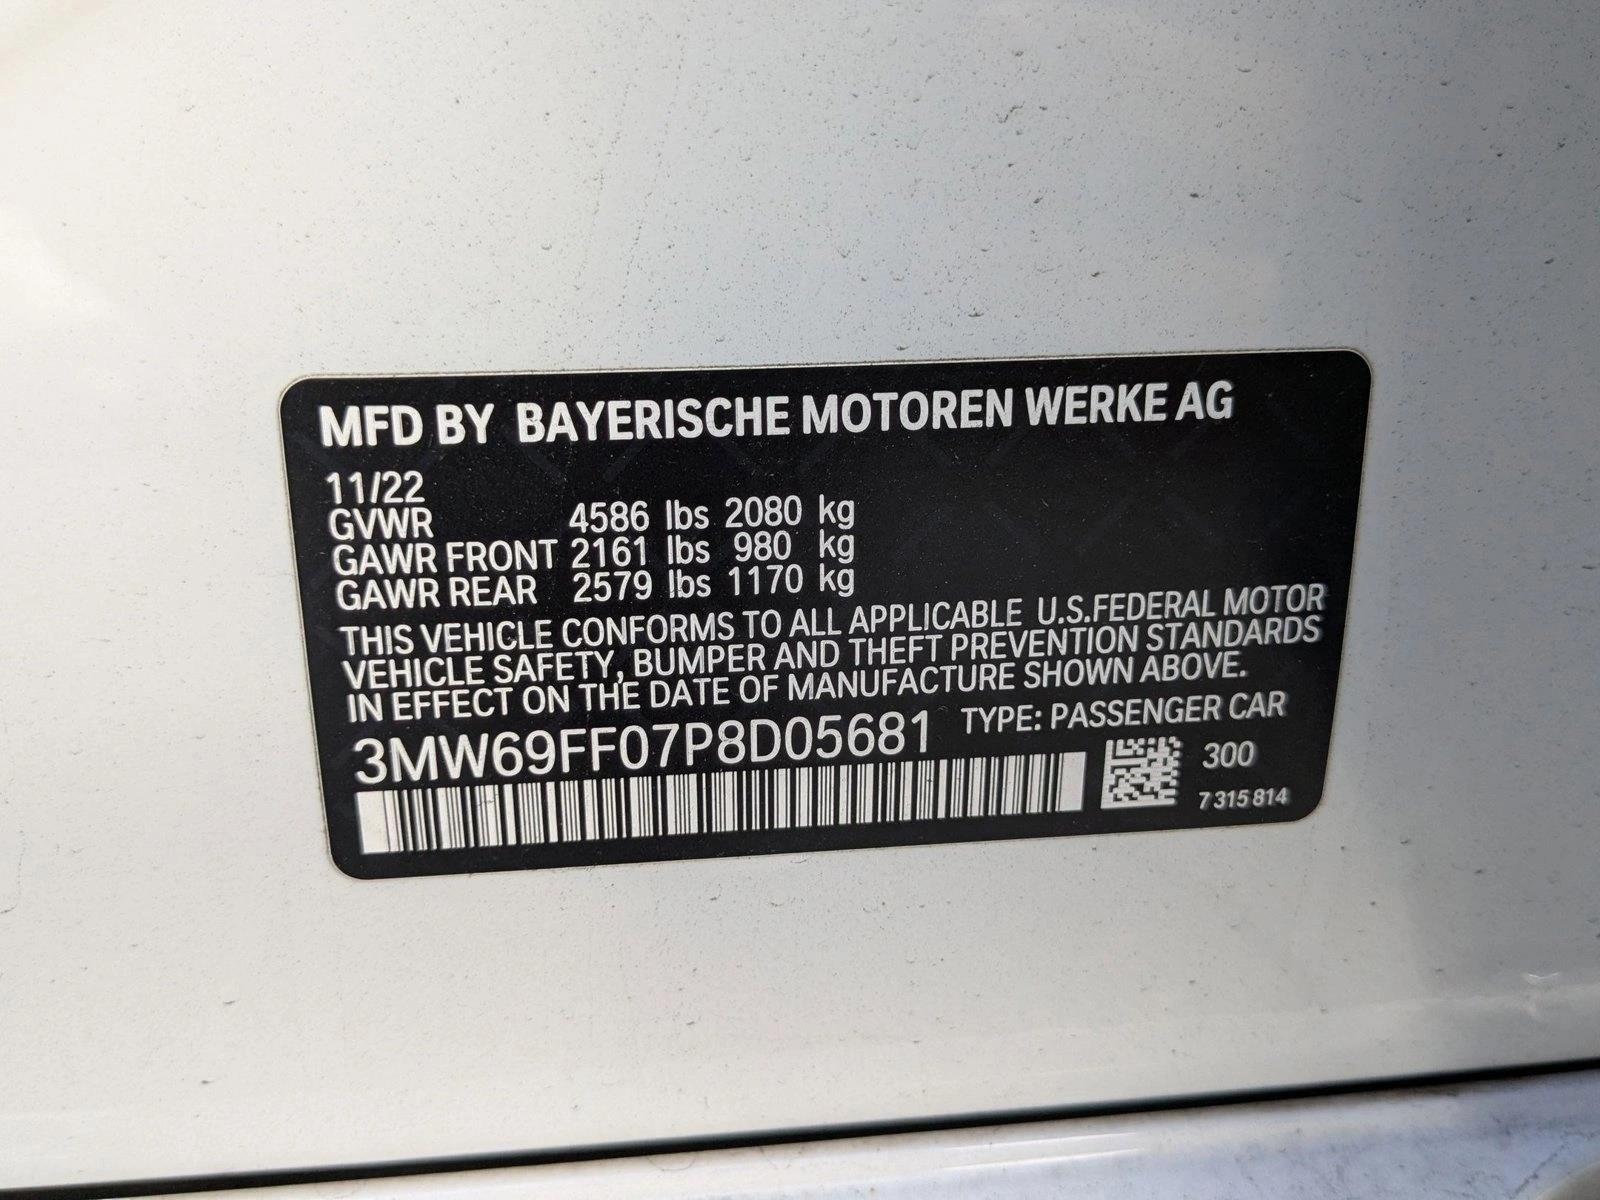 MFD BY BAYERISCHE MOTOREN WERKE AG
11/22
GVWR 4586 lbs 2080 kg
GAWR FRONT 2161 lbs 980 kg
GAWR REAR 2579 lbs 1170 kg
THIS VEHICLE CONFORMS TO ALL APPLICABLE U.S.FEDERAL MOTOR
VEHICLE SAFETY, BUMPER AND THEFT PREVENTION STANDARDS
IN EFFECT ON THE DATE OF MANUFACTURE SHOWN ABOVE.
3MW69FF07P8D05681 TYPE: PASSENGER CAR
300
7 315 814